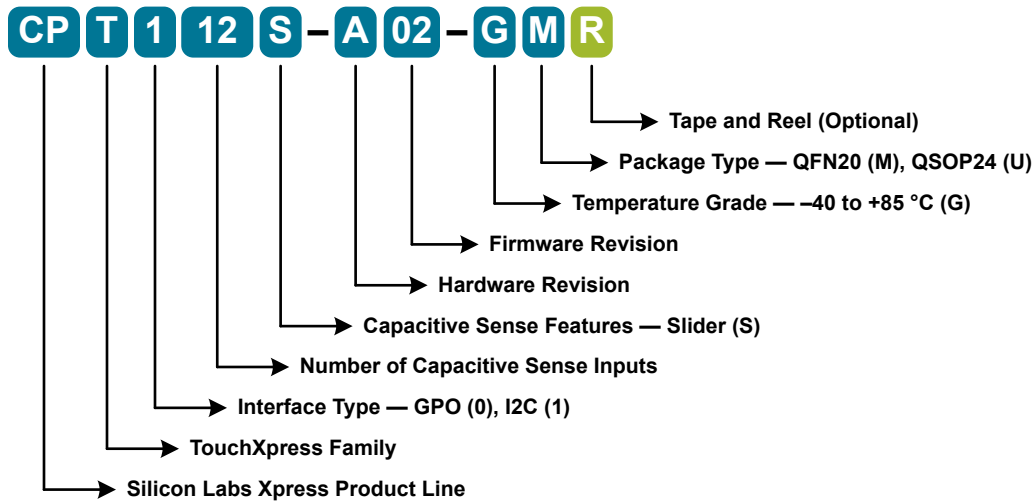 CP T 1 12 S – A 02 – G M R
Tape and Reel (Optional)
Package Type — QFN20 (M), QSOP24 (U)
Temperature Grade — –40 to +85 °C (G)
Firmware Revision
Hardware Revision
Capacitive Sense Features — Slider (S)
Number of Capacitive Sense Inputs
Interface Type — GPO (0), I2C (1)
TouchXpress Family
Silicon Labs Xpress Product Line